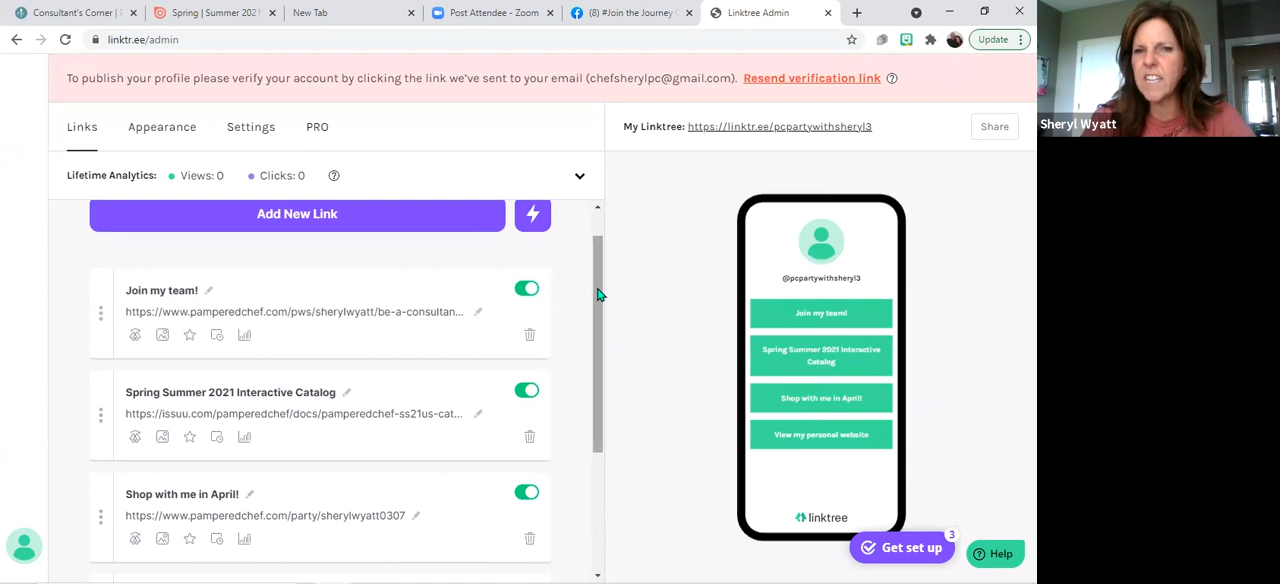 Consultant's Corner |
Spring | Summer 202
New Tab
Post Attendee - Zoom
(8) #Join the Journey
Linktree Admin
linktr.ee/admin
Update
To publish your profile please verify your account by clicking the link we've sent to your email (chefsherylpc@gmail.com). Resend verification link
Sheryl Wyatt
Links Appearance Settings PRO
My Linktree: https://linktr.ee/pcpartywithsheryl3 Share
Lifetime Analytics: Views: 0 Clicks: 0
Add New Link
Join my team!
https://www.pamperedchef.com/pws/sherylwyatt/be-a-consultan...
Spring Summer 2021 Interactive Catalog
https://issuu.com/pamperedchef/docs/pamperedchef-ss21us-cat...
Shop with me in April!
https://www.pamperedchef.com/party/sherylwyatt0307
@pcpartywithsheryl3
Join my team!
Spring Summer 2021 Interactive
Catalog
Shop with me in April!
View my personal website
linktree
Get set up 3
Help